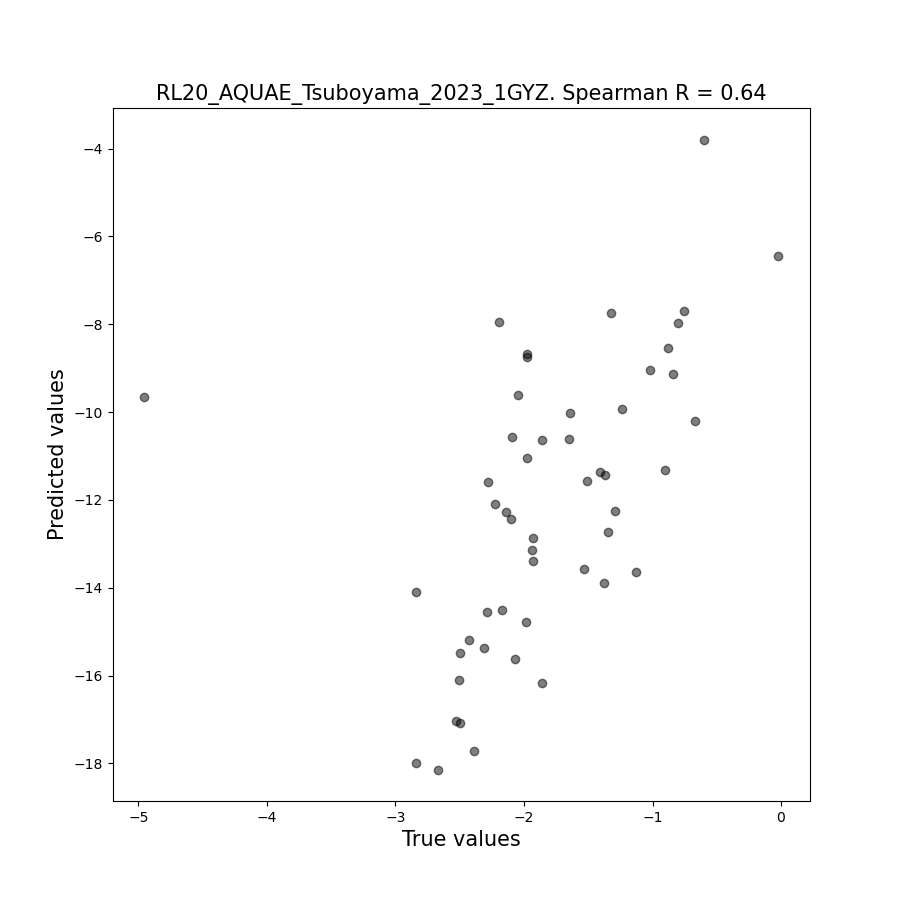 RL20_AQUAE_Tsuboyama_2023_1GYZ. Spearman R = 0.64
Predicted values
−4
−6
−8
−10
−12
−14
−16
−18
−5 −4 −3 −2 −1 0
True values